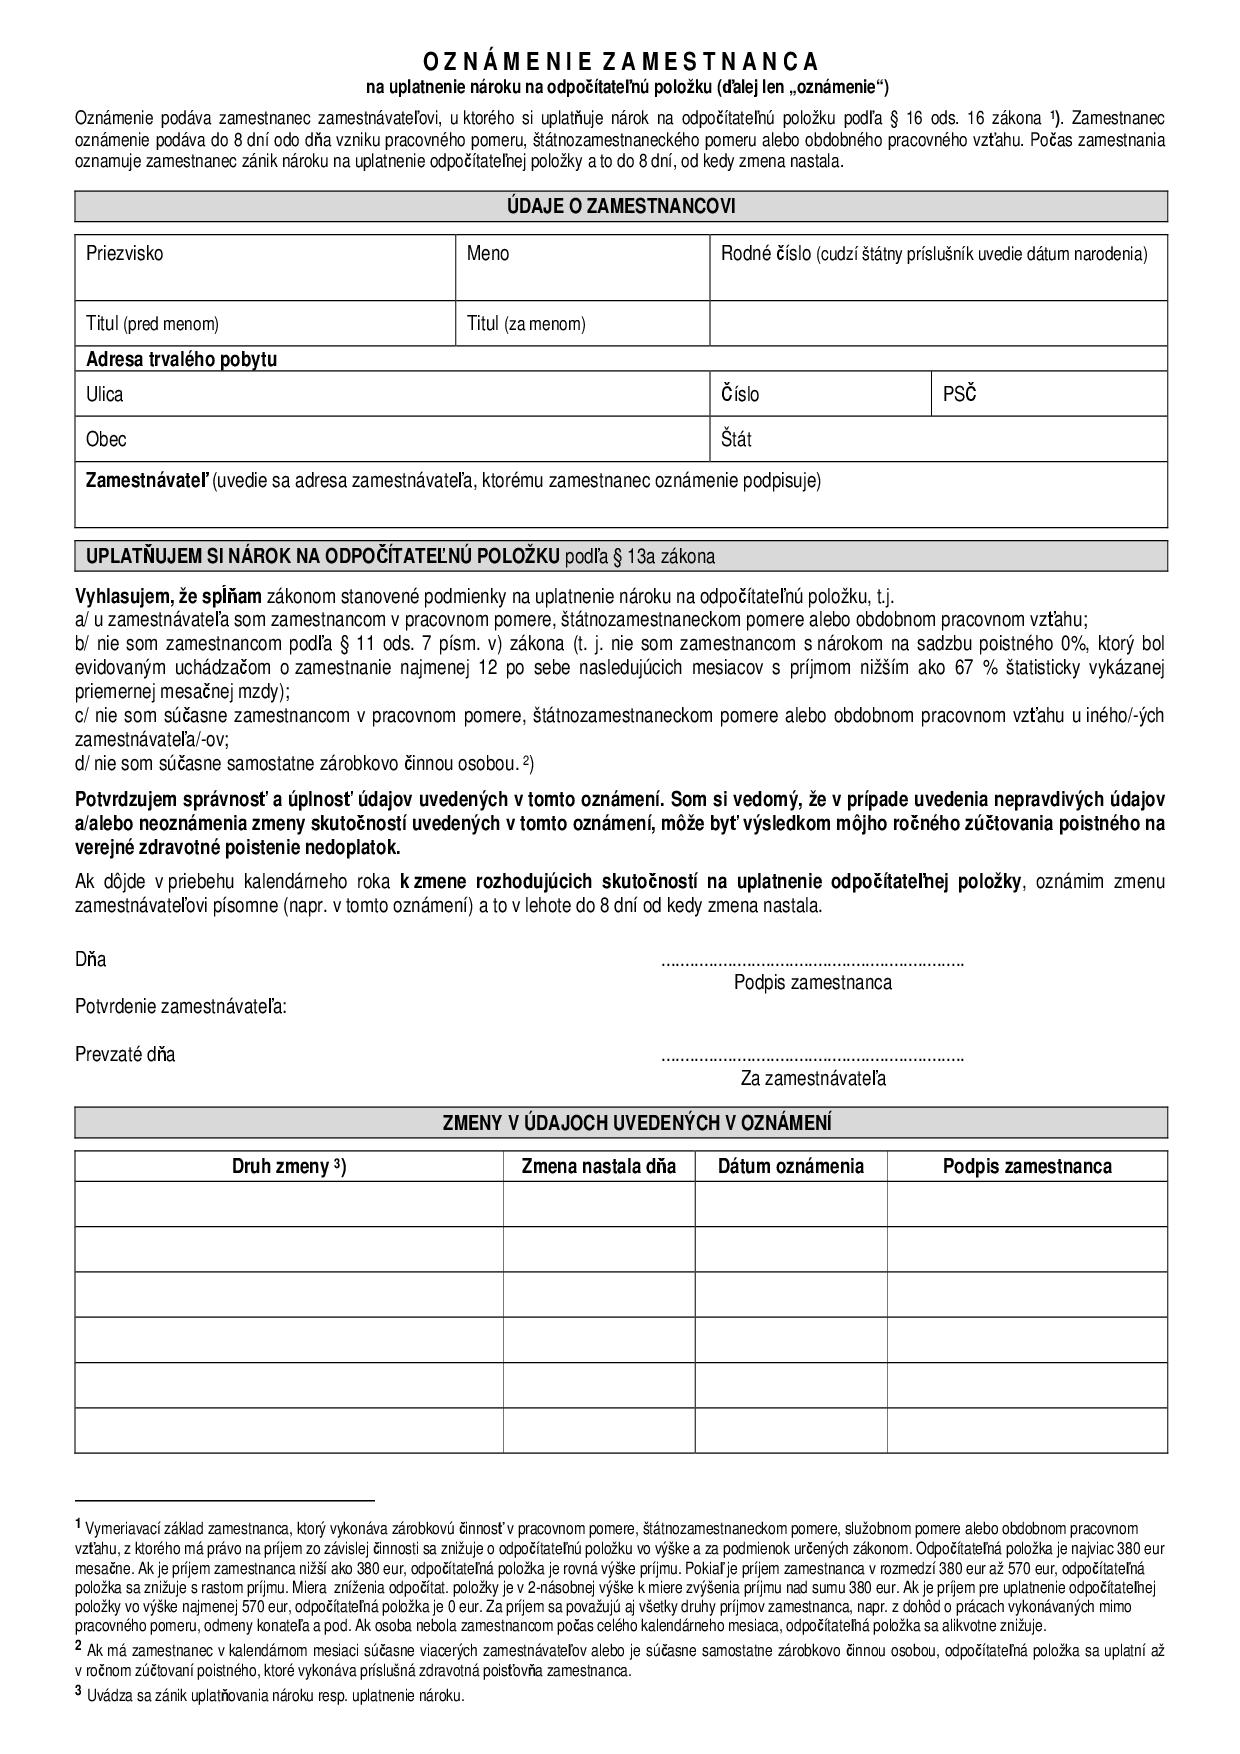 OZNÁMENIE ZAMESTNANCA
na uplatnenie nároku na odpočítateľnú položku (ďalej len „oznámenie“)
Oznámenie podáva zamestnanec zamestnávateľovi, u ktorého si uplatňuje nárok na odpočítateľnú položku podľa § 16 ods. 16 zákona ¹). Zamestnanec
oznámenie podáva do 8 dní odo dňa vzniku pracovného pomeru, štátnozamestnaneckého pomeru alebo obdobného pracovného vzťahu. Počas zamestnania
oznamuje zamestnanec zánik nároku na uplatnenie odpočítateľnej položky a to do 8 dní, od kedy zmena nastala.
ÚDAJE O ZAMESTNANCOVI
Priezvisko Meno Rodné číslo (cudzí štátny príslušník uvedie dátum narodenia)
Titul (pred menom) Titul (za menom)
Adresa trvalého pobytu
Ulica Číslo PSČ
Obec Štát
Zamestnávateľ (uvedie sa adresa zamestnávateľa, ktorému zamestnanec oznámenie podpisuje)
UPLATŇUJEM SI NÁROK NA ODPOČÍTATEĽNÚ POLOŽKU podľa § 13a zákona
Vyhlasujem, že spĺňam zákonom stanovené podmienky na uplatnenie nároku na odpočítateľnú položku, t.j.
a/ u zamestnávateľa som zamestnancom v pracovnom pomere, štátnozamestnaneckom pomere alebo obdobnom pracovnom vzťahu;
b/ nie som zamestnancom podľa § 11 ods. 7 písm. v) zákona (t. j. nie som zamestnancom s nárokom na sadzbu poistného 0%, ktorý bol
evidovaným uchádzačom o zamestnanie najmenej 12 po sebe nasledujúcich mesiacov s príjmom nižším ako 67 % štatisticky vykázanej
priemernej mesačnej mzdy);
c/ nie som súčasne zamestnancom v pracovnom pomere, štátnozamestnaneckom pomere alebo obdobnom pracovnom vzťahu u iného/-ých
zamestnávateľa/-ov;
d/ nie som súčasne samostatne zárobkovo činnou osobou. ²)
Potvrdzujem správnosť a úplnosť údajov uvedených v tomto oznámení. Som si vedomý, že v prípade uvedenia nepravdivých údajov
a/alebo neoznámenia zmeny skutočností uvedených v tomto oznámení, môže byť výsledkom môjho ročného zúčtovania poistného na
verejné zdravotné poistenie nedoplatok.
Ak dôjde v priebehu kalendárneho roka k zmene rozhodujúcich skutočností na uplatnenie odpočítateľnej položky, oznámim zmenu
zamestnávateľovi písomne (napr. v tomto oznámení) a to v lehote do 8 dní od kedy zmena nastala.
Dňa ................................................................
Podpis zamestnanca
Potvrdenie zamestnávateľa:
Prevzaté dňa ................................................................
Za zamestnávateľa
ZMENY V ÚDAJOCH UVEDENÝCH V OZNÁMENÍ
Druh zmeny ³) Zmena nastala dňa Dátum oznámenia Podpis zamestnanca
1 Vymeriavací základ zamestnanca, ktorý vykonáva zárobkovú činnosť v pracovnom pomere, štátnozamestnaneckom pomere, služobnom pomere alebo obdobnom pracovnom
vzťahu, z ktorého má právo na príjem zo závislej činnosti sa znižuje o odpočítateľnú položku vo výške a za podmienok určených zákonom. Odpočítateľná položka je najviac 380 eur
mesačne. Ak je príjem zamestnanca nižší ako 380 eur, odpočítateľná položka je rovná výške príjmu. Pokiaľ je príjem zamestnanca v rozmedzí 380 eur až 570 eur, odpočítateľná
položka sa znižuje s rastom príjmu. Miera zníženia odpočítat. položky je v 2-násobnej výške k miere zvýšenia príjmu nad sumu 380 eur. Ak je príjem pre uplatnenie odpočítateľnej
položky vo výške najmenej 570 eur, odpočítateľná položka je 0 eur. Za príjem sa považujú aj všetky druhy príjmov zamestnanca, napr. z dohôd o prácach vykonávaných mimo
pracovného pomeru, odmeny konateľa a pod. Ak osoba nebola zamestnancom počas celého kalendárneho mesiaca, odpočítateľná položka sa alikvotne znižuje.
2 Ak má zamestnanec v kalendárnom mesiaci súčasne viacerých zamestnávateľov alebo je súčasne samostatne zárobkovo činnou osobou, odpočítateľná položka sa uplatní až
v ročnom zúčtovaní poistného, ktoré vykonáva príslušná zdravotná poisťovňa zamestnanca.
3 Uvádza sa zánik uplatňovania nároku resp. uplatnenie nároku.